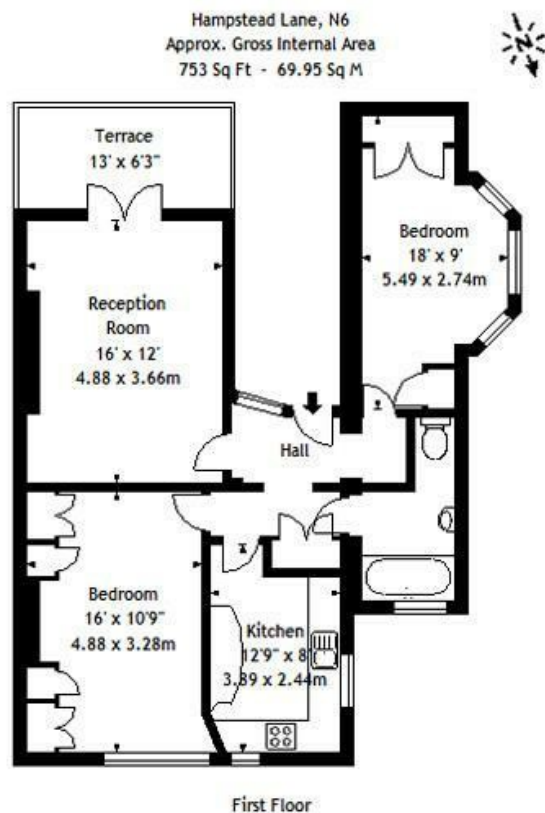 Hampstead Lane, N6
Approx. Gross Internal Area
753 Sq Ft - 69.95 Sq M
N
Terrace
13' x 6'3"
Bedroom
18' x 9'
5.49 x 2.74m
Reception
Room
16' x 12'
4.88 x 3.66m
Hall
Bedroom
16' x 10'9"
4.88 x 3.28m
Kitchen
12'9" x 8'
3.89 x 2.44m
First Floor